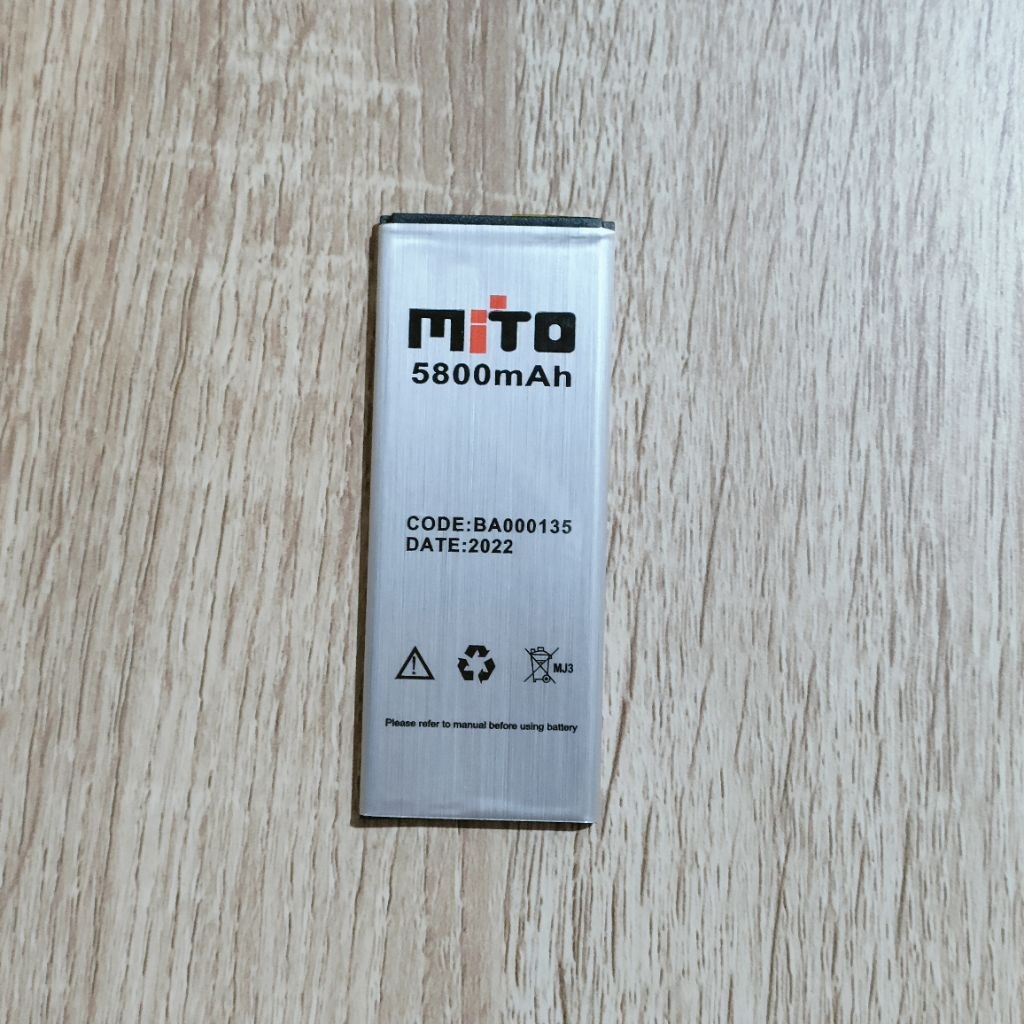 MiTO
5800mAh
CODE:BA000135
DATE:2022
MJ3
Please refer to manual before using battery